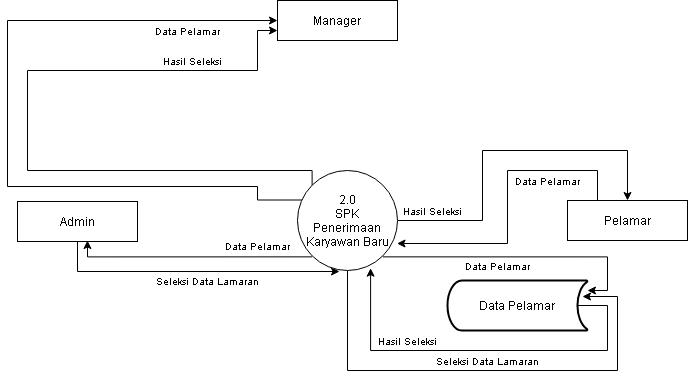 Manager
Data Pelamar
Hasil Seleksi
2.0
SPK
Penerimaan
Karyawan Baru
Hasil Seleksi
Data Pelamar
Pelamar
Admin
Data Pelamar
Seleksi Data Lamaran
Data Pelamar
Data Pelamar
Hasil Seleksi
Seleksi Data Lamaran